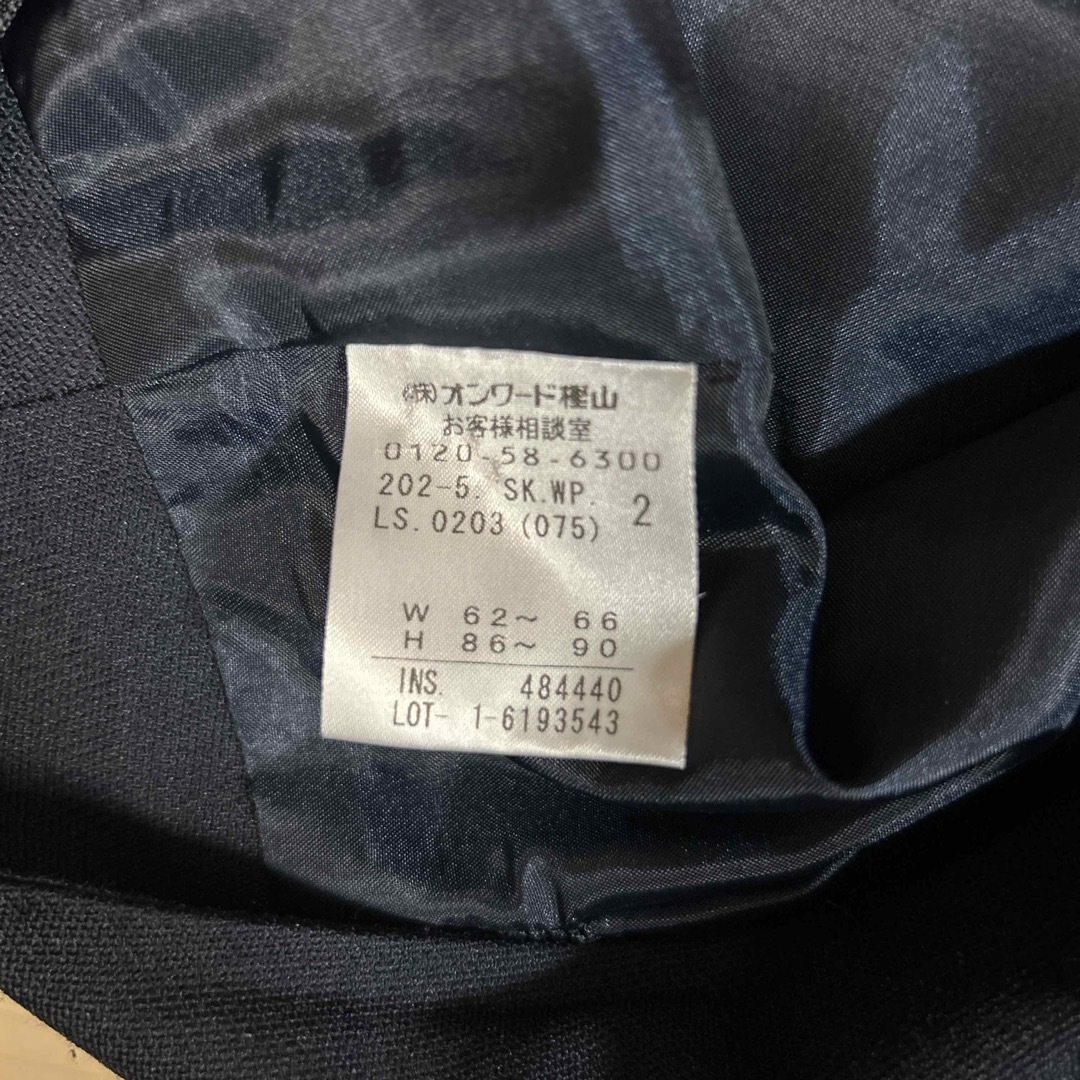 ㈱オンワード樫山
お客様相談室
0120-58-6300
202-5. SK.WP. 2
LS.0203 (075)
W 62～ 66
H 86～ 90
INS. 484440
LOT- 1-6193543